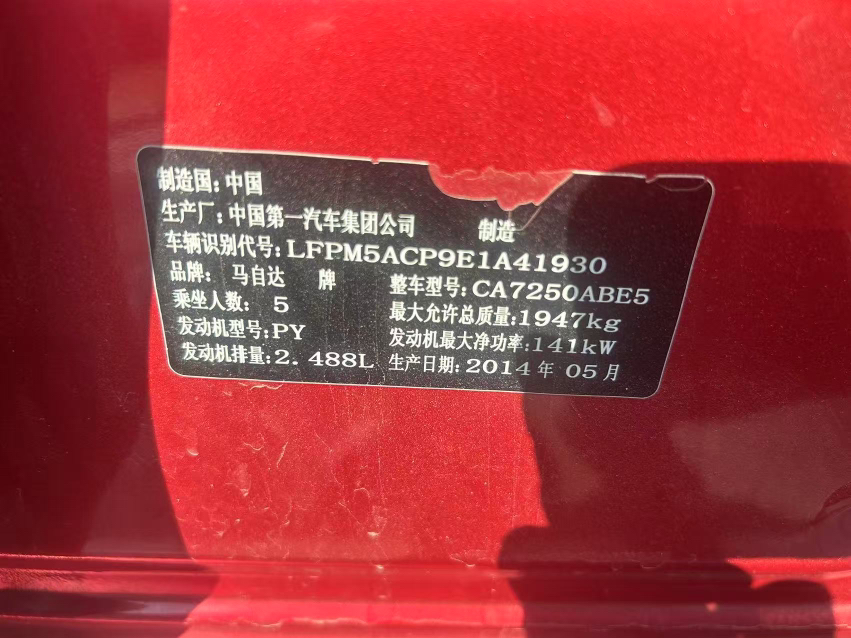 制造国:中国
生产厂:中国第一汽车集团公司 制造
车辆识别代号:LFPM5ACP9E1A41930
品牌: 马自达 牌 整车型号:CA7250ABE5
乘坐人数: 5 最大允许总质量:1947kg
发动机型号:PY 发动机最大净功率:141kW
发动机排量:2.488L 生产日期:2014年 05月